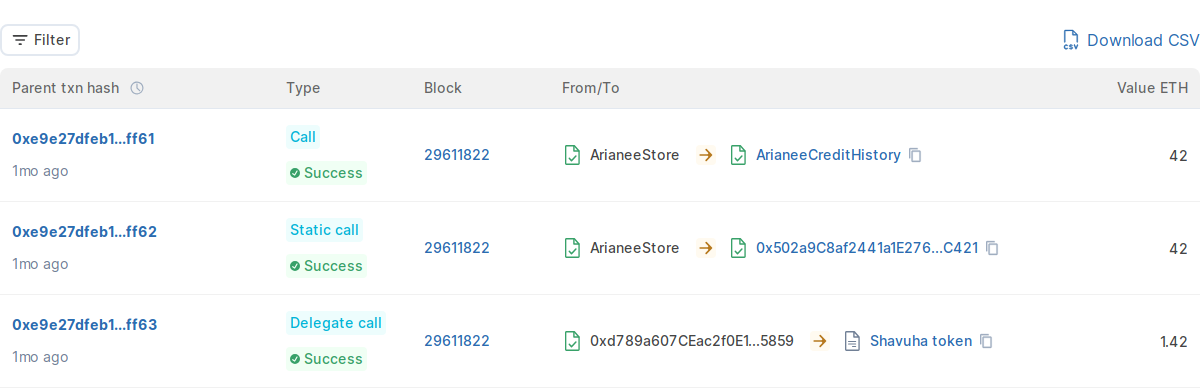 Filter
Download CSV
Parent txn hash Type Block From/To Value ETH
0xe9e27dfeb1...ff61 Call 29611822 ArianeeStore ArianeeCreditHistory 42
1mo ago Success
0xe9e27dfeb1...ff62 Static call 29611822 ArianeeStore 0x502a9C8af2441a1E276...C421 42
1mo ago Success
0xe9e27dfeb1...ff63 Delegate call 29611822 0xd789a607CEac2f0E1...5859 Shavuha token 1.42
1mo ago Success